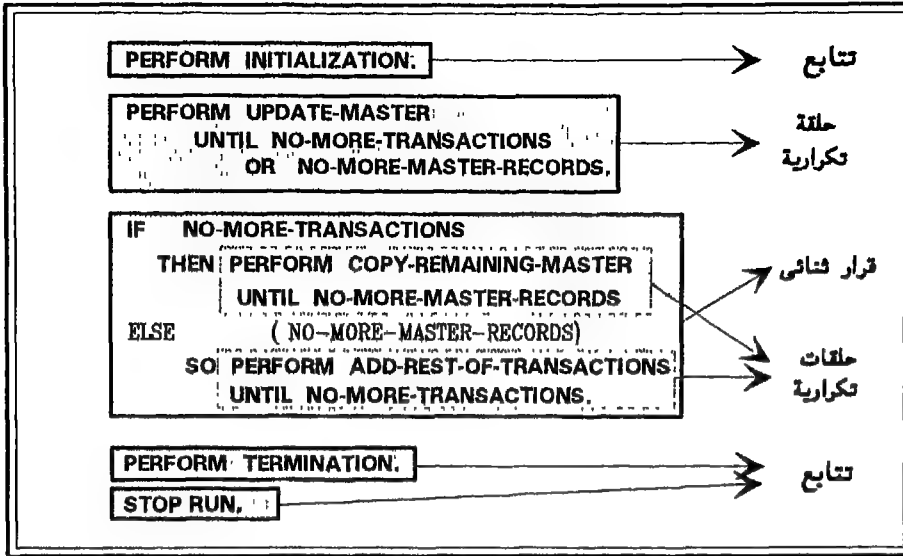 PERFORM INITIALIZATION.
تتابع
PERFORM UPDATE-MASTER
UNTIL NO-MORE-TRANSACTIONS
OR NO-MORE-MASTER-RECORDS.
حلقة
تكرارية
IF NO-MORE-TRANSACTIONS
THEN PERFORM COPY-REMAINING-MASTER
UNTIL NO-MORE-MASTER-RECORDS
قرار ثنائى
ELSE (NO-MORE-MASTER-RECORDS)
SO PERFORM ADD-REST-OF-TRANSACTIONS
UNTIL NO-MORE-TRANSACTIONS.
حلقات
تكرارية
PERFORM TERMINATION.
STOP RUN.
تتابع